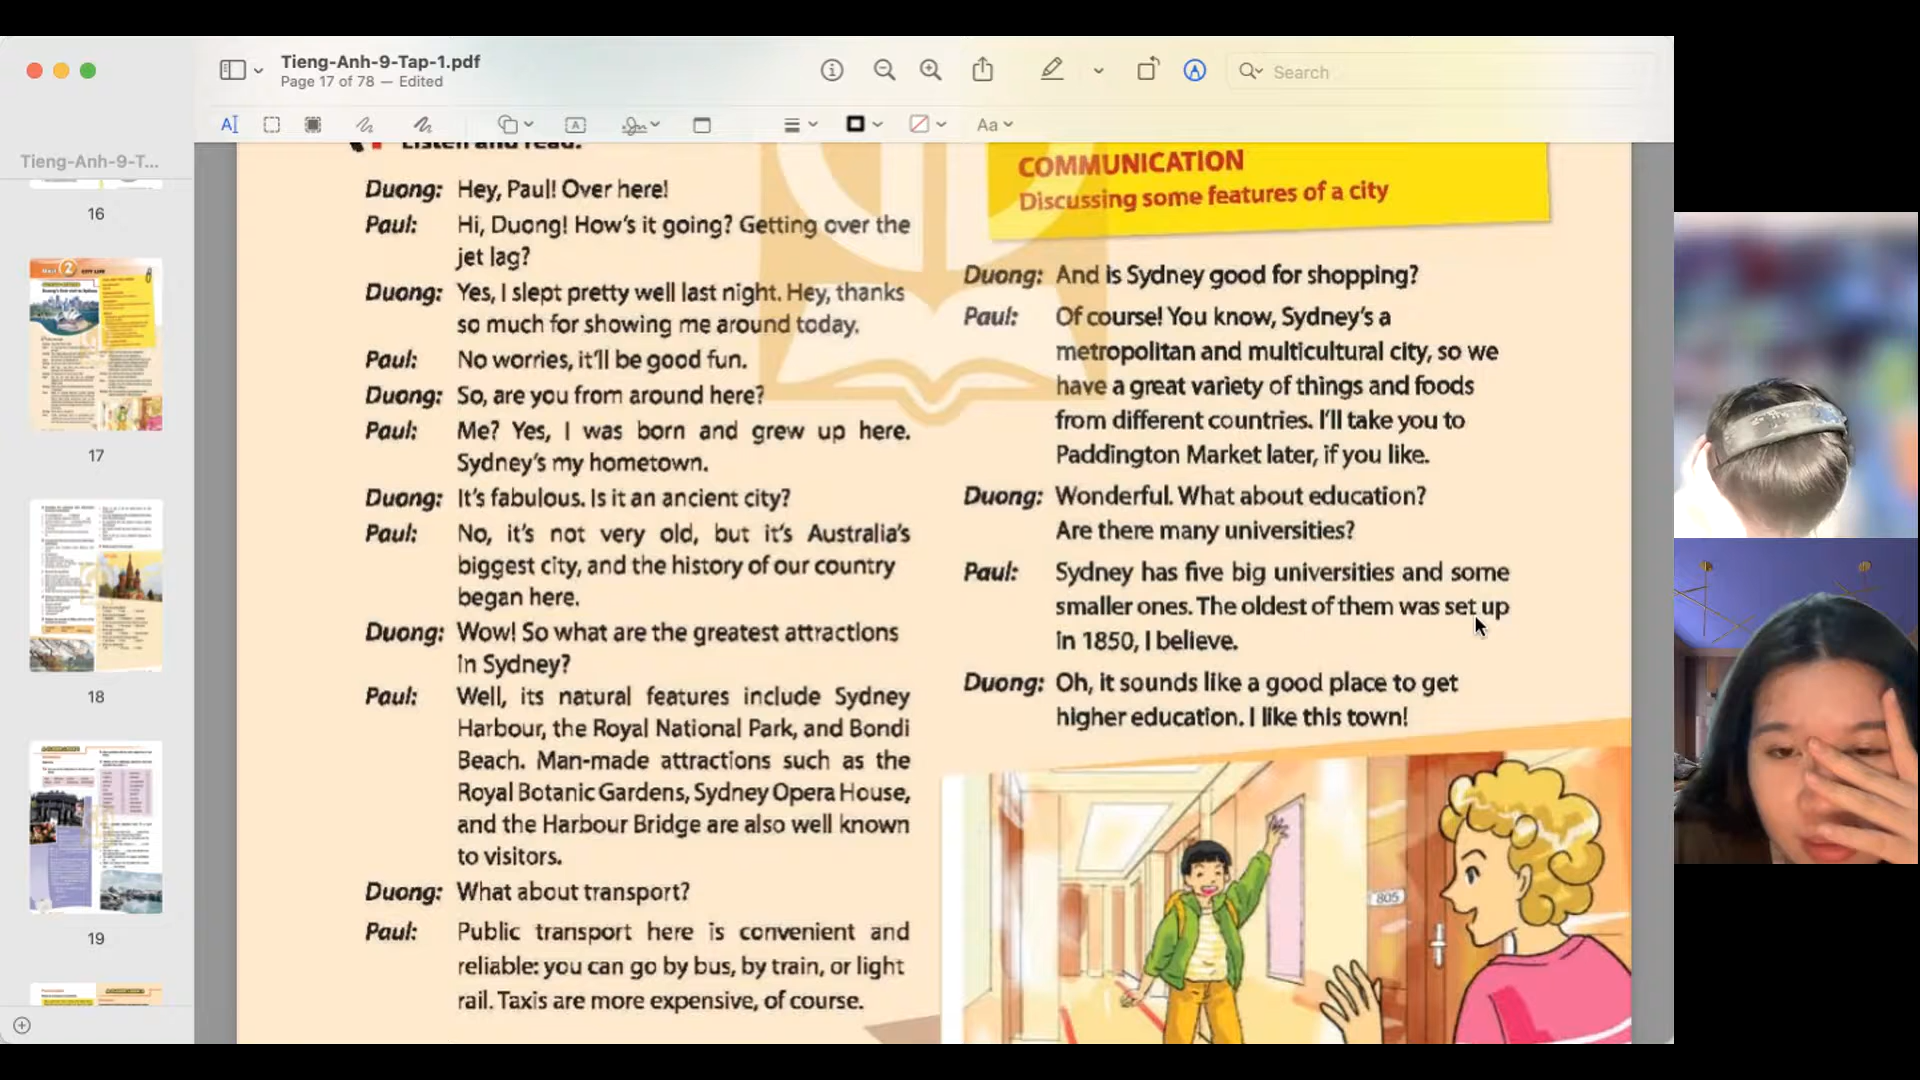 Tieng-Anh-9-Tap-1.pdf
Page 17 of 78 — Edited
Search
Aa
Tieng-Anh-9-T...
16
17
18
19
Listen and read.
Duong: Hey, Paul! Over here!
Paul: Hi, Duong! How's it going? Getting over the
jet lag?
Duong: Yes, I slept pretty well last night. Hey, thanks
so much for showing me around today.
Paul: No worries, it'll be good fun.
Duong: So, are you from around here?
Paul: Me? Yes, I was born and grew up here.
Sydney's my hometown.
Duong: It's fabulous. Is it an ancient city?
Paul: No, it's not very old, but it's Australia's
biggest city, and the history of our country
began here.
Duong: Wow! So what are the greatest attractions
in Sydney?
Paul: Well, its natural features include Sydney
Harbour, the Royal National Park, and Bondi
Beach. Man-made attractions such as the
Royal Botanic Gardens, Sydney Opera House,
and the Harbour Bridge are also well known
to visitors.
Duong: What about transport?
Paul: Public transport here is convenient and
reliable: you can go by bus, by train, or light
rail. Taxis are more expensive, of course.
COMMUNICATION
Discussing some features of a city
Duong: And is Sydney good for shopping?
Paul: Of course! You know, Sydney's a
metropolitan and multicultural city, so we
have a great variety of things and foods
from different countries. I'll take you to
Paddington Market later, if you like.
Duong: Wonderful. What about education?
Are there many universities?
Paul: Sydney has five big universities and some
smaller ones. The oldest of them was set up
in 1850, I believe.
Duong: Oh, it sounds like a good place to get
higher education. I like this town!
805